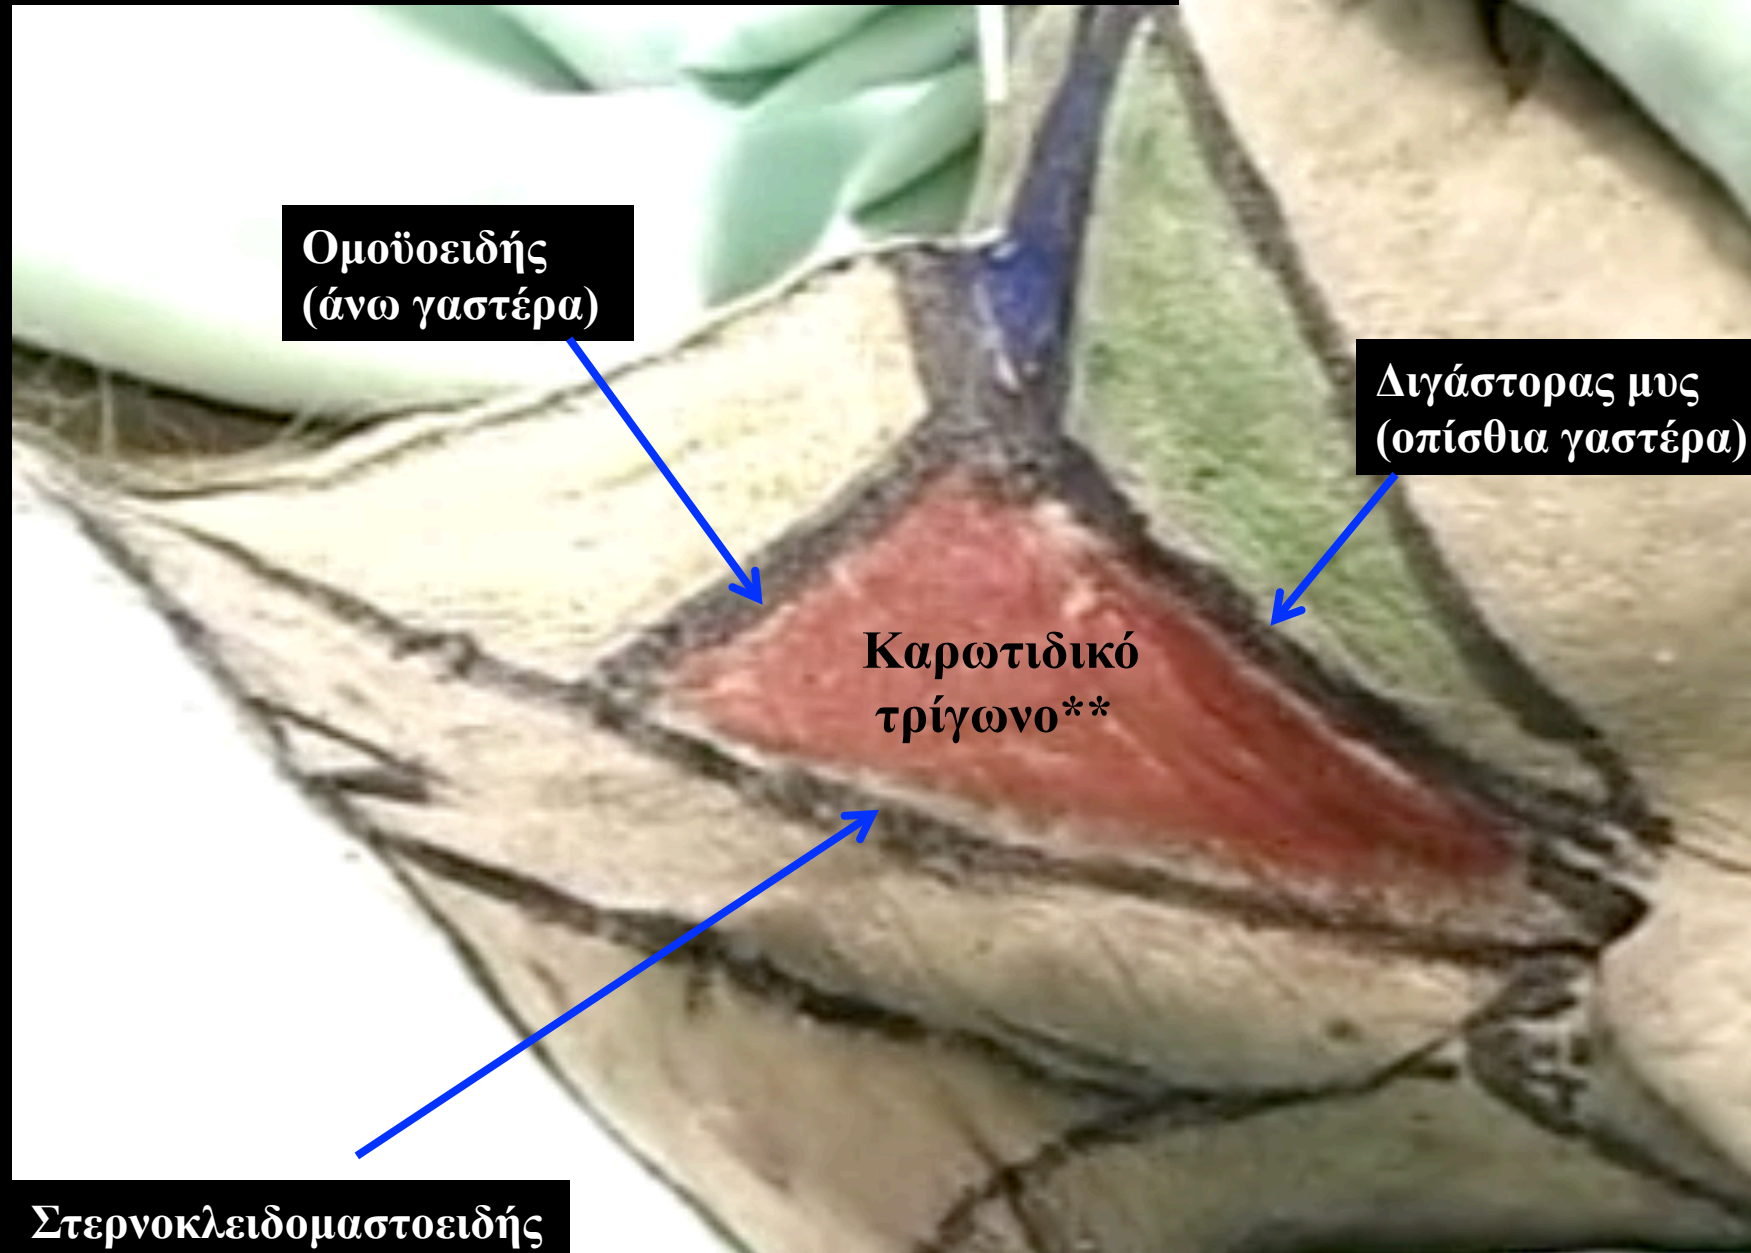 Ομοϋοειδής
(άνω γαστέρα)
Διγάστορας μυς
(οπίσθια γαστέρα)
Καρωτιδικό
τρίγωνο**
Στερνοκλειδομαστοειδής